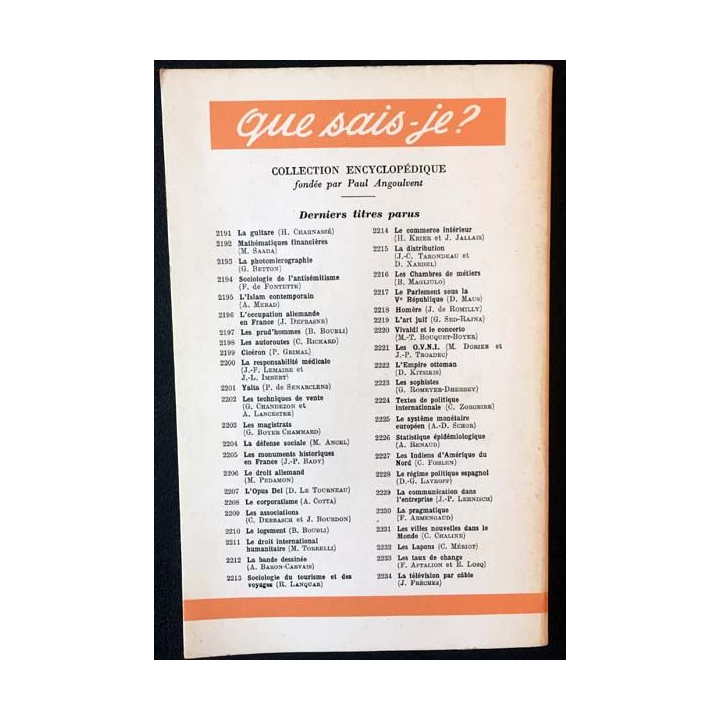 que sais-je?
COLLECTION ENCYCLOPÉDIQUE
fondée par Paul Angoulvent
Derniers titres parus
2191 La guitare (H. CHARNASSÉ)
2192 Mathématiques financières
(M. SAADA)
2193 La photomicrographie
(G. BETTON)
2194 Sociologie de l'antisémitisme
(F. de FONTETTE)
2195 L'Islam contemporain
(A. MERAD)
2196 L'occupation allemande
en France (J. DEFRASNE)
2197 Les prud'hommes (B. BOUBLI)
2198 Les autoroutes (C. RICKARD)
2199 Cicéron (P. GRIMAL)
2200 La responsabilité médicale
(J.-F. LEMAIRE et
J.-L. IMBERT)
2201 Yalta (P. de SENARCLENS)
2202 Les techniques de vente
(G. CHANDEZON et
A. LANCESTRE)
2203 Les magistrats
(G. BOYER CHAMMARD)
2204 La défense sociale (M. ANCEL)
2205 Les monuments historiques
en France (J.-P. BADY)
2206 Le droit allemand
(M. PEDAMON)
2207 L'Opus Dei (D. LE TOURNEAU)
2208 Le corporatisme (A. COTTA)
2209 Les associations
(C. DEBBASCH et J. BOURDON)
2210 Le logement (B. BOUBLI)
2211 Le droit international
humanitaire (M. TORRELLI)
2212 La bande dessinée
(A. BARON-CARVAIS)
2213 Sociologie du tourisme et des
voyages (R. LANQUAR)
2214 Le commerce intérieur
(H. KRIER et J. JALLAIS)
2215 La distribution
(J.-C. TARONDEAU et
D. XARDEL)
2216 Les Chambres de métiers
(B. MAGLIULO)
2217 Le Parlement sous la
Ve République (D. MAUS)
2218 Homère (J. de ROMILLY)
2219 L'art juif (G. SED-RAJNA)
2220 Vivaldi et le concerto
(M.-T. BOUQUET-BOYER)
2221 Les O.V.N.I. (M. DORIER et
J.-P. TROADEC)
2222 L'Empire ottoman
(D. KITSIKIS)
2223 Les sophistes
(G. ROMEYER-DHERBEY)
2224 Textes de politique
internationale (C. ZORGBIBE)
2225 Le système monétaire
européen (A.-D. SCHOR)
2226 Statistique épidémiologique
(A. RENAUD)
2227 Les Indiens d'Amérique du
Nord (C. FOHLEN)
2228 Le régime politique espagnol
(D.-G. LAVROFF)
2229 La communication dans
l'entreprise (J.-P. LEHNISCH)
2230 La pragmatique
(F. ARMENGAUD)
2231 Les villes nouvelles dans le
Monde (C. CHALINE)
2232 Les Lapons (C. MÉRIOT)
2233 Les taux de change
(F. AFTALION et E. LOSQ)
2234 La télévision par câble
(J. FRÈCHES)